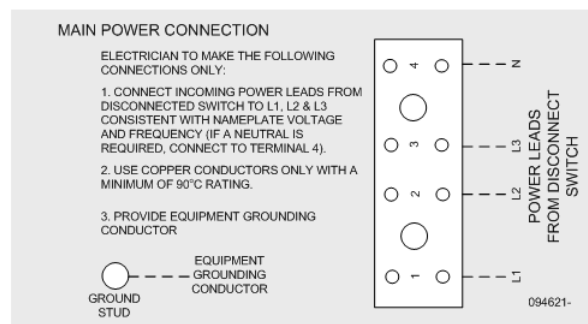 MAIN POWER CONNECTION
ELECTRICIAN TO MAKE THE FOLLOWING
CONNECTIONS ONLY:
1. CONNECT INCOMING POWER LEADS FROM
DISCONNECTED SWITCH TO L1, L2 & L3
CONSISTENT WITH NAMEPLATE VOLTAGE
AND FREQUENCY (IF A NEUTRAL IS
REQUIRED, CONNECT TO TERMINAL 4).
2. USE COPPER CONDUCTORS ONLY WITH A
MINIMUM OF 90°C RATING.
3. PROVIDE EQUIPMENT GROUNDING
CONDUCTOR
EQUIPMENT
GROUNDING
CONDUCTOR
GROUND
STUD
4
N
3
L3
2
L2
1
L1
POWER LEADS
FROM DISCONNECT
SWITCH
094621-